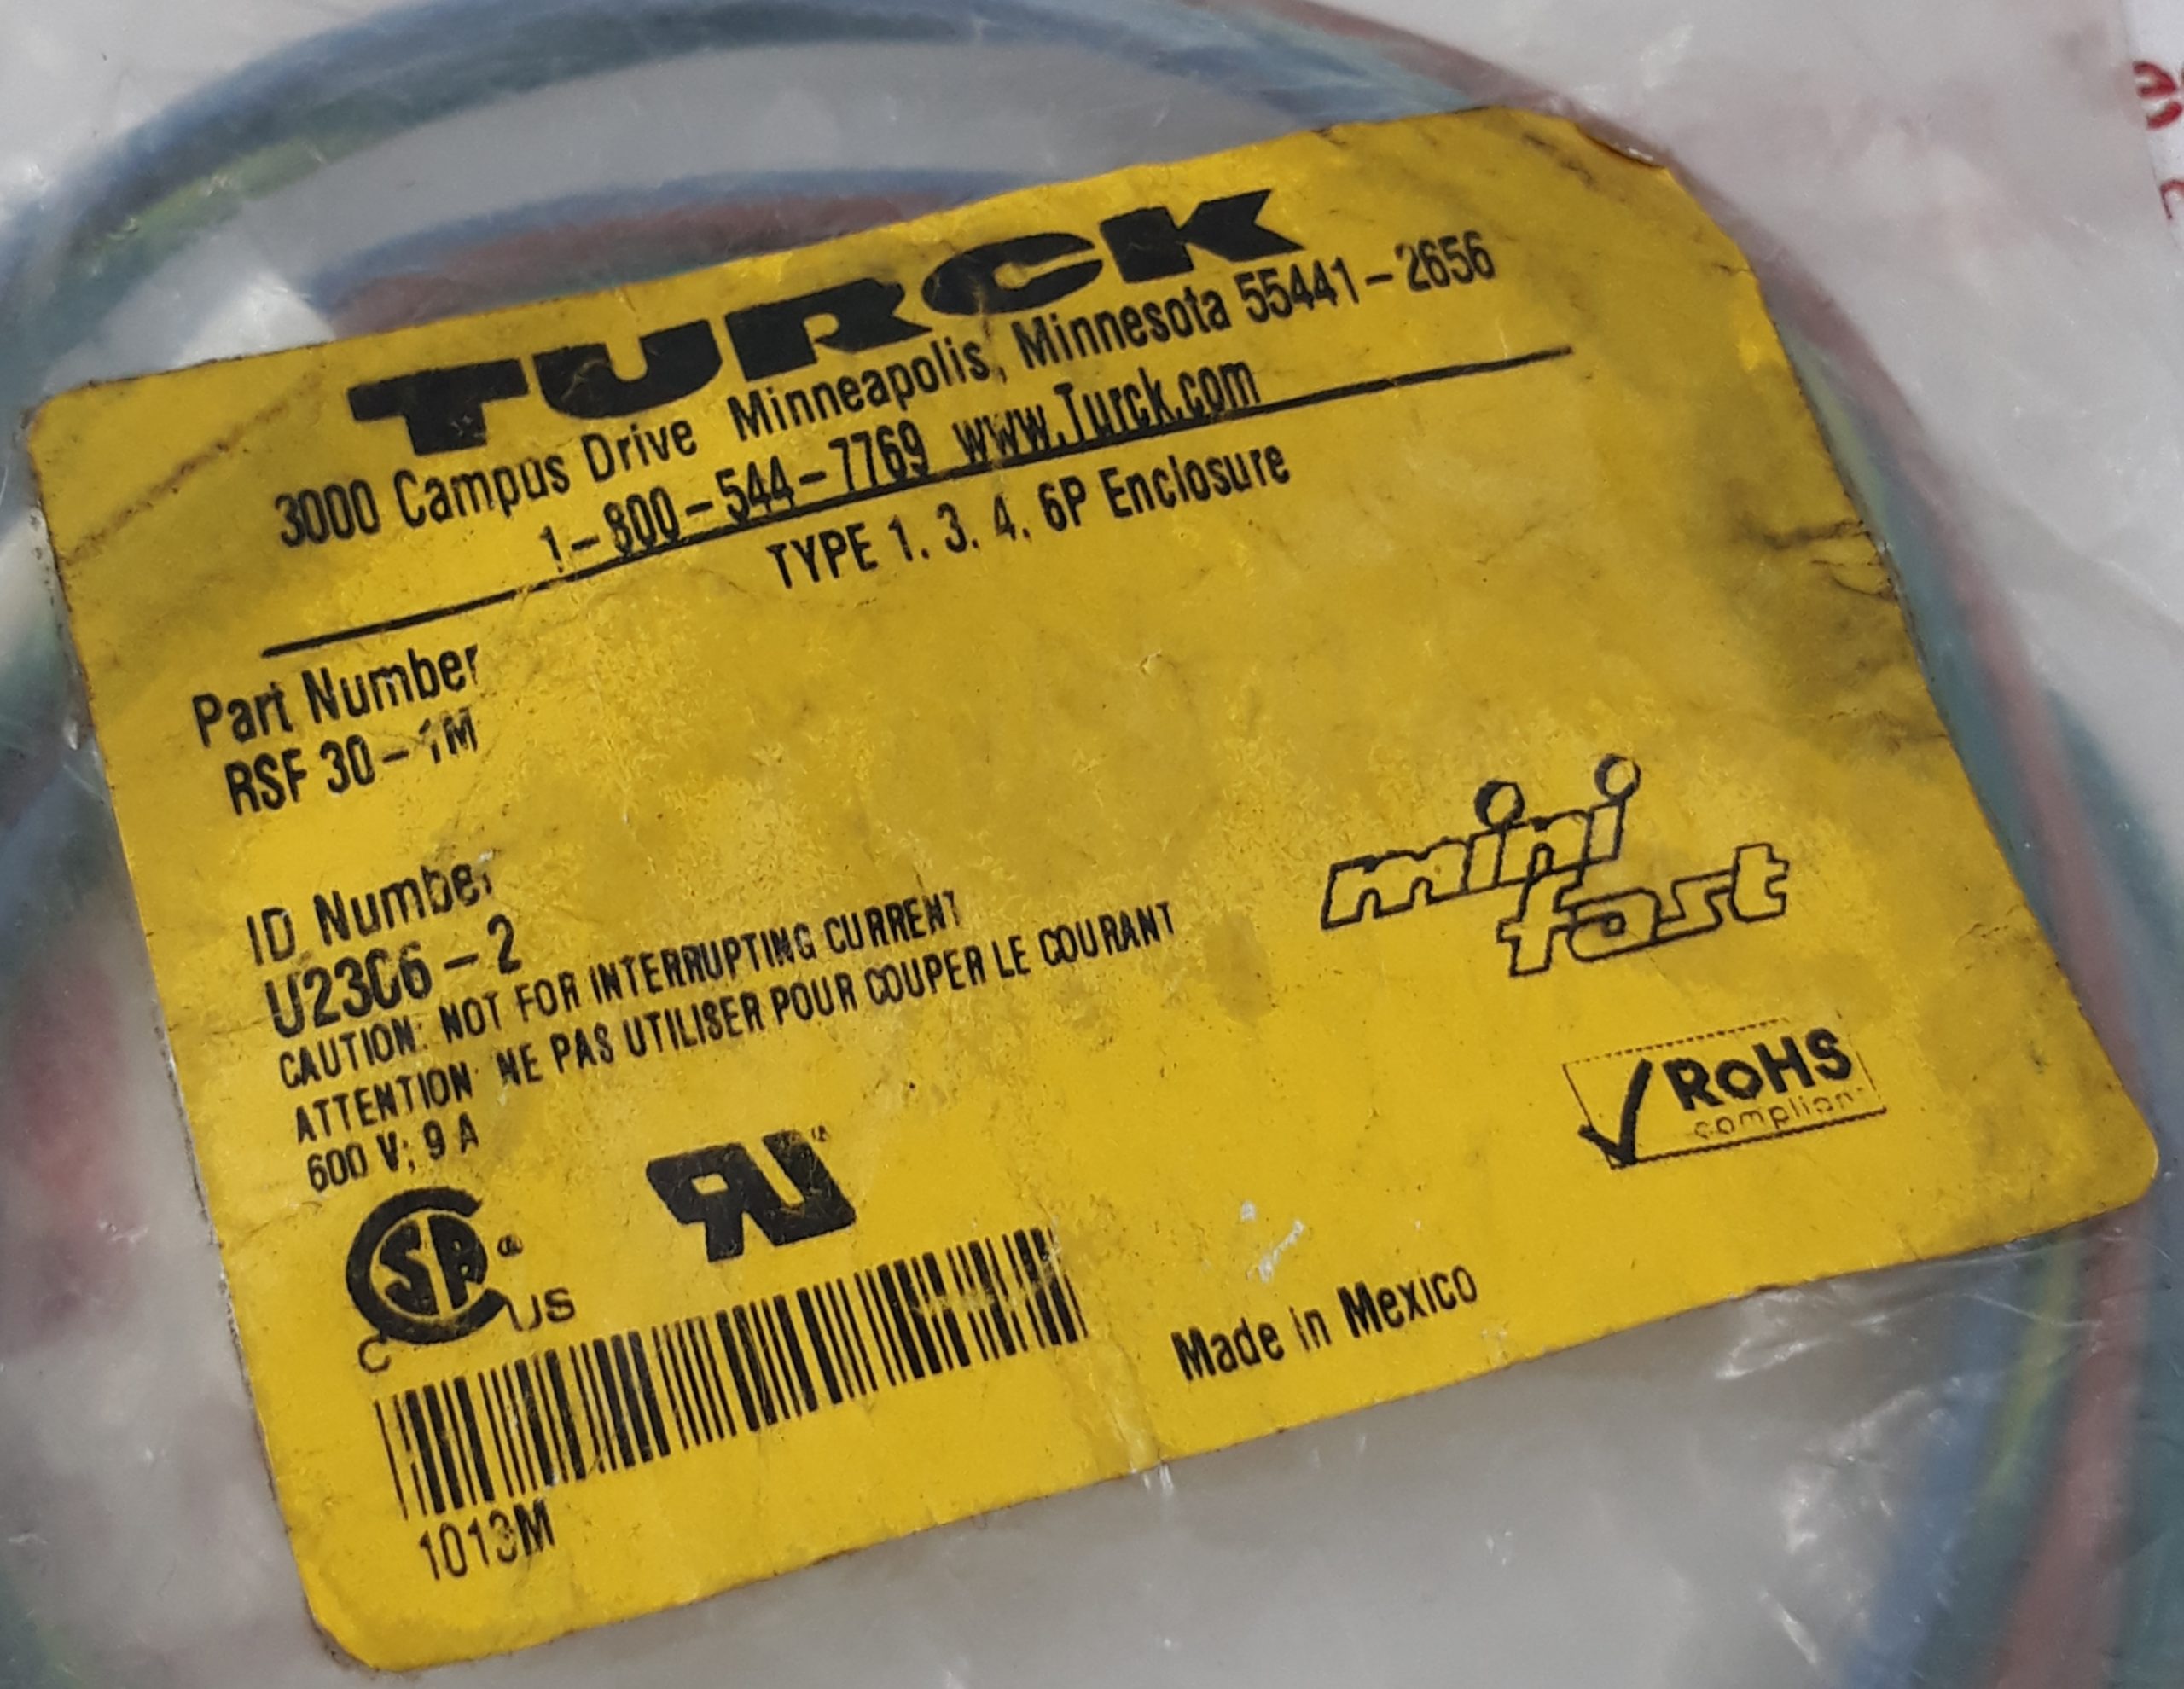 TURCK
3000 Campus Drive Minneapolis, Minnesota 55441-2656
1-800-544-7769 www.Turck.com
TYPE 1. 3. 4. 6P Enclosure
Part Number
RSF 30-1M
ID Number
U2306-2
CAUTION: NOT FOR INTERRUPTING CURRENT
ATTENTION: NE PAS UTILISER POUR COUPER LE COURANT
600 V; 9 A
mini
fast
RoHS
compliant
C US
Made in Mexico
1013M